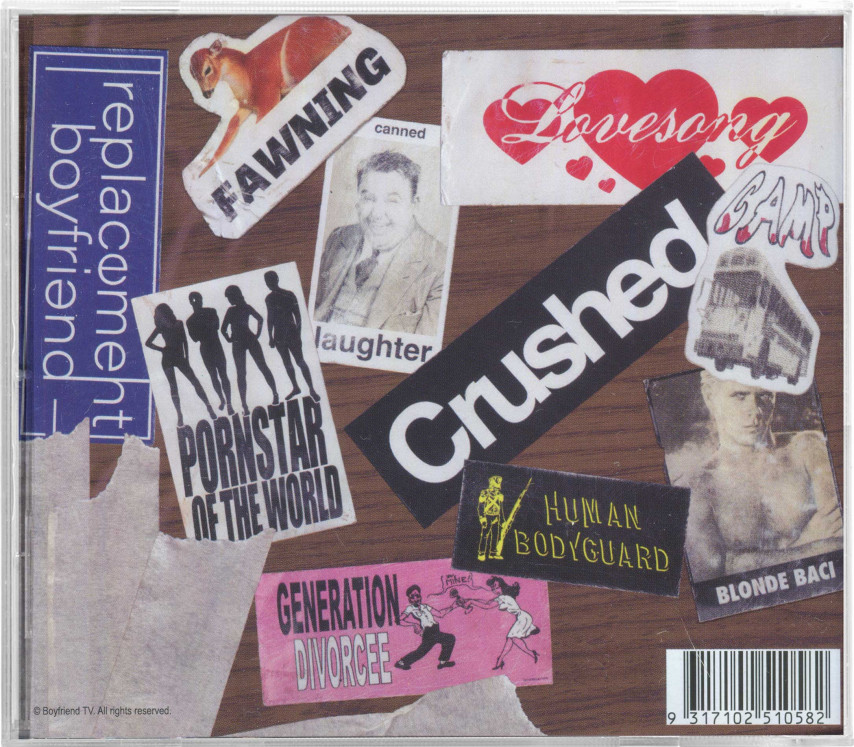 replacement
boyfriend
FAWNING
canned
laughter
Lovesong
CAMP
Crushed
PORNSTAR
OF THE WORLD
HUMAN
BODYGUARD
BLONDE BACI
GENERATION
DIVORCEE
© Boyfriend TV. All rights reserved.
9 317102 510582